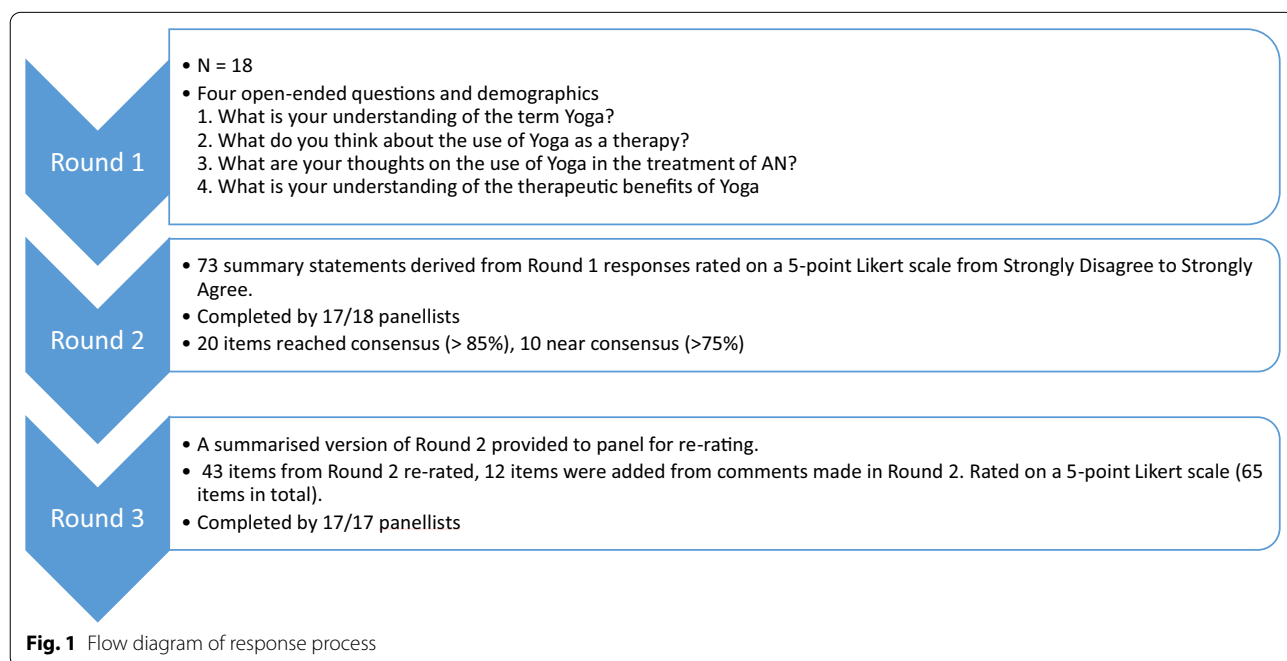 Round 1
• N = 18
• Four open-ended questions and demographics
1. What is your understanding of the term Yoga?
2. What do you think about the use of Yoga as a therapy?
3. What are your thoughts on the use of Yoga in the treatment of AN?
4. What is your understanding of the therapeutic benefits of Yoga
Round 2
• 73 summary statements derived from Round 1 responses rated on a 5-point Likert scale from Strongly Disagree to Strongly
Agree.
• Completed by 17/18 panellists
• 20 items reached consensus (> 85%), 10 near consensus (>75%)
Round 3
• A summarised version of Round 2 provided to panel for re-rating.
• 43 items from Round 2 re-rated, 12 items were added from comments made in Round 2. Rated on a 5-point Likert scale (65
items in total).
• Completed by 17/17 panellists
Fig. 1 Flow diagram of response process